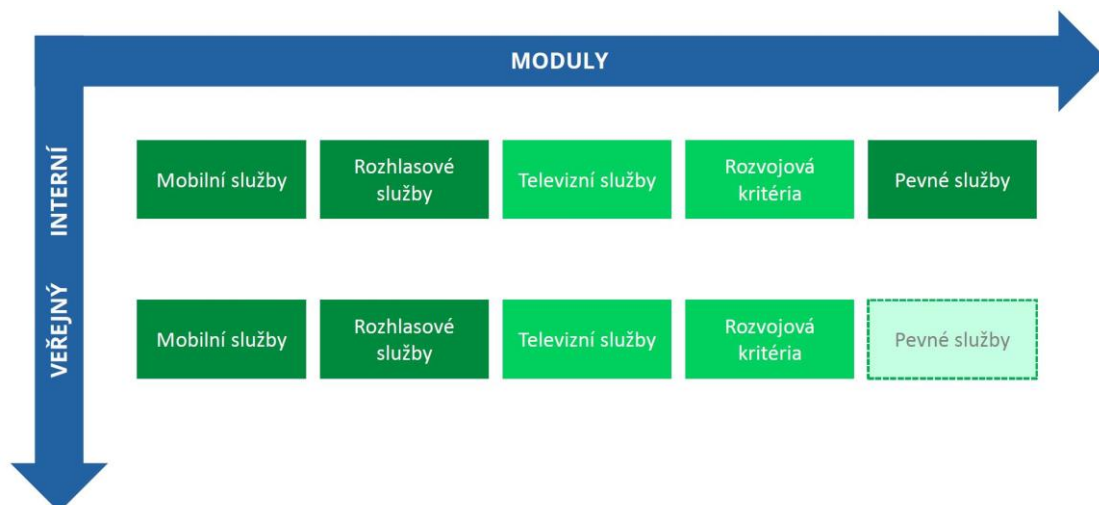 MODULY
INTERNÍ
Mobilní služby
Rozhlasové
služby
Televizní služby
Rozvojová
kritéria
Pevné služby
VEŘEJNÝ
Mobilní služby
Rozhlasové
služby
Televizní služby
Rozvojová
kritéria
Pevné služby